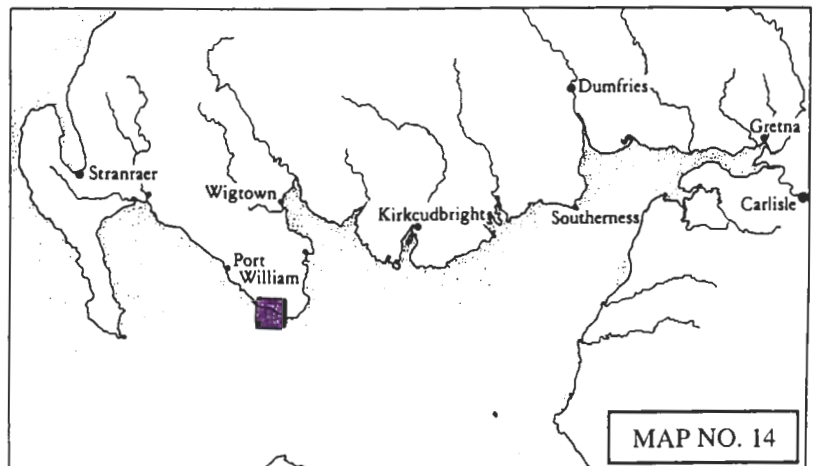 Dumfries
Gretna
Stranraer
Wigtown
Carlisle
Kirkcudbright
Southerness
Port
William
MAP NO. 14